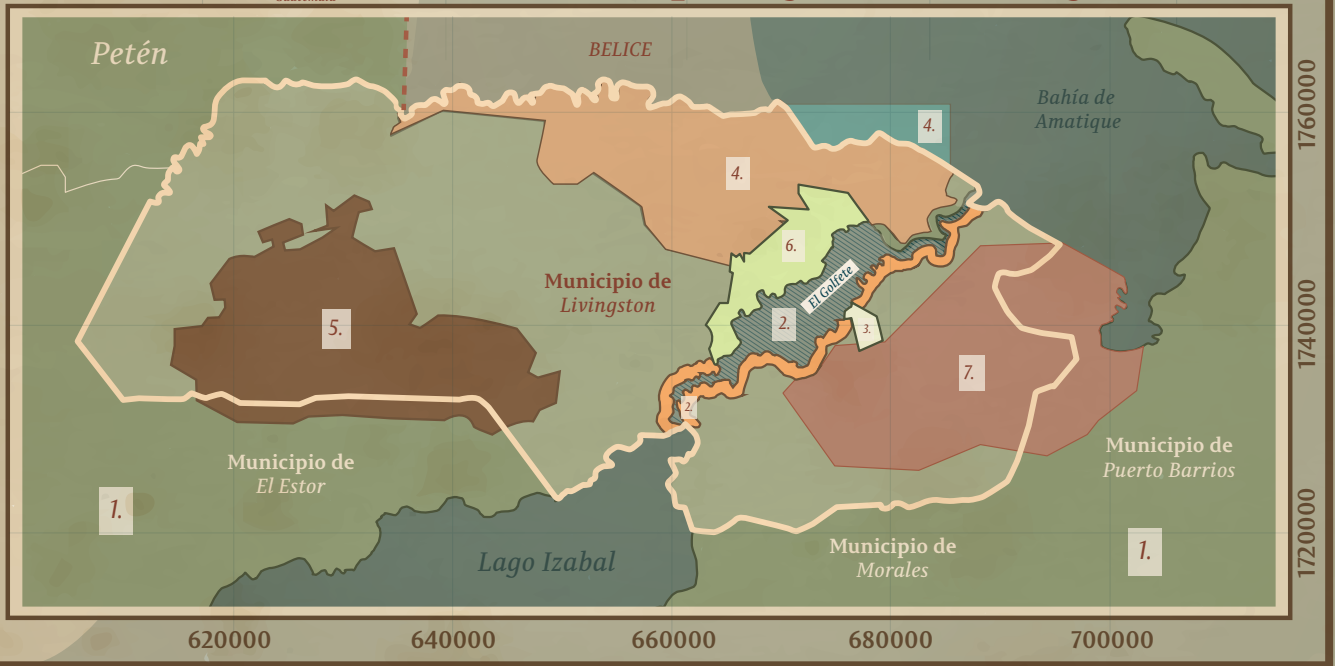 Petén
BELICE
Bahía de
Amatique
4.
4.
6.
El Golfete
Municipio de
Livingston
5.
2.
3.
7.
2.
Municipio de
El Estor
Municipio de
Puerto Barrios
1.
Lago Izabal
Municipio de
Morales
1.
1760000
1740000
1720000
620000
640000
660000
680000
700000